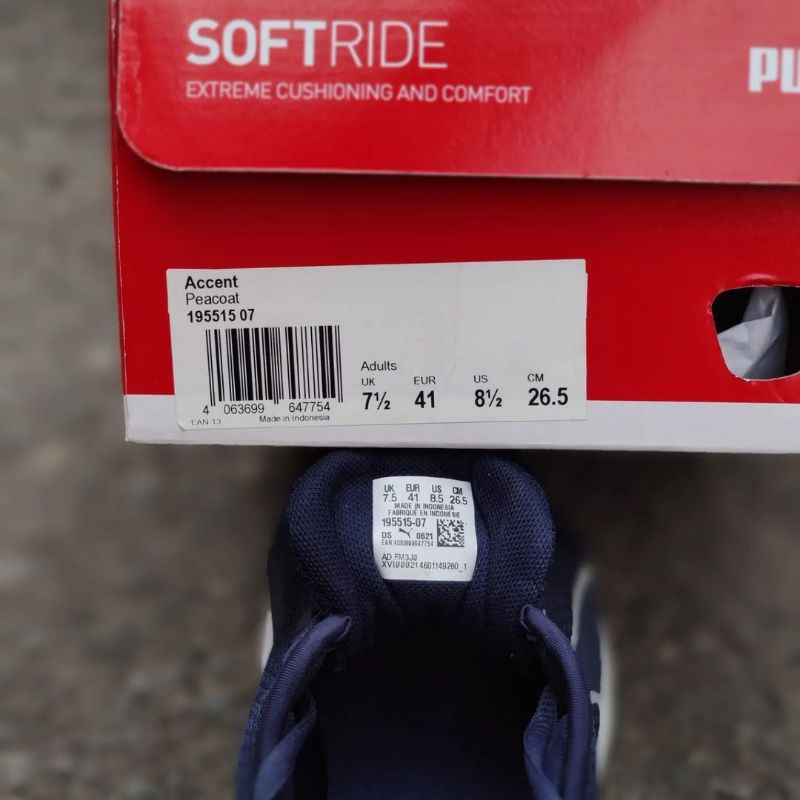 SOFTRIDE
EXTREME CUSHIONING AND COMFORT
PU
Accent
Peacoat
195515 07
4 063699 647754
EAN-13 Made in Indonesia
Adults
UK EUR US CM
7½ 41 8½ 26.5
UK EUR US CM
7.5 41 8.5 26.5
MADE IN INDONESIA
FABRIQUE EN INDONESIE
195515-07
DS 0621
EAN 4063699647754